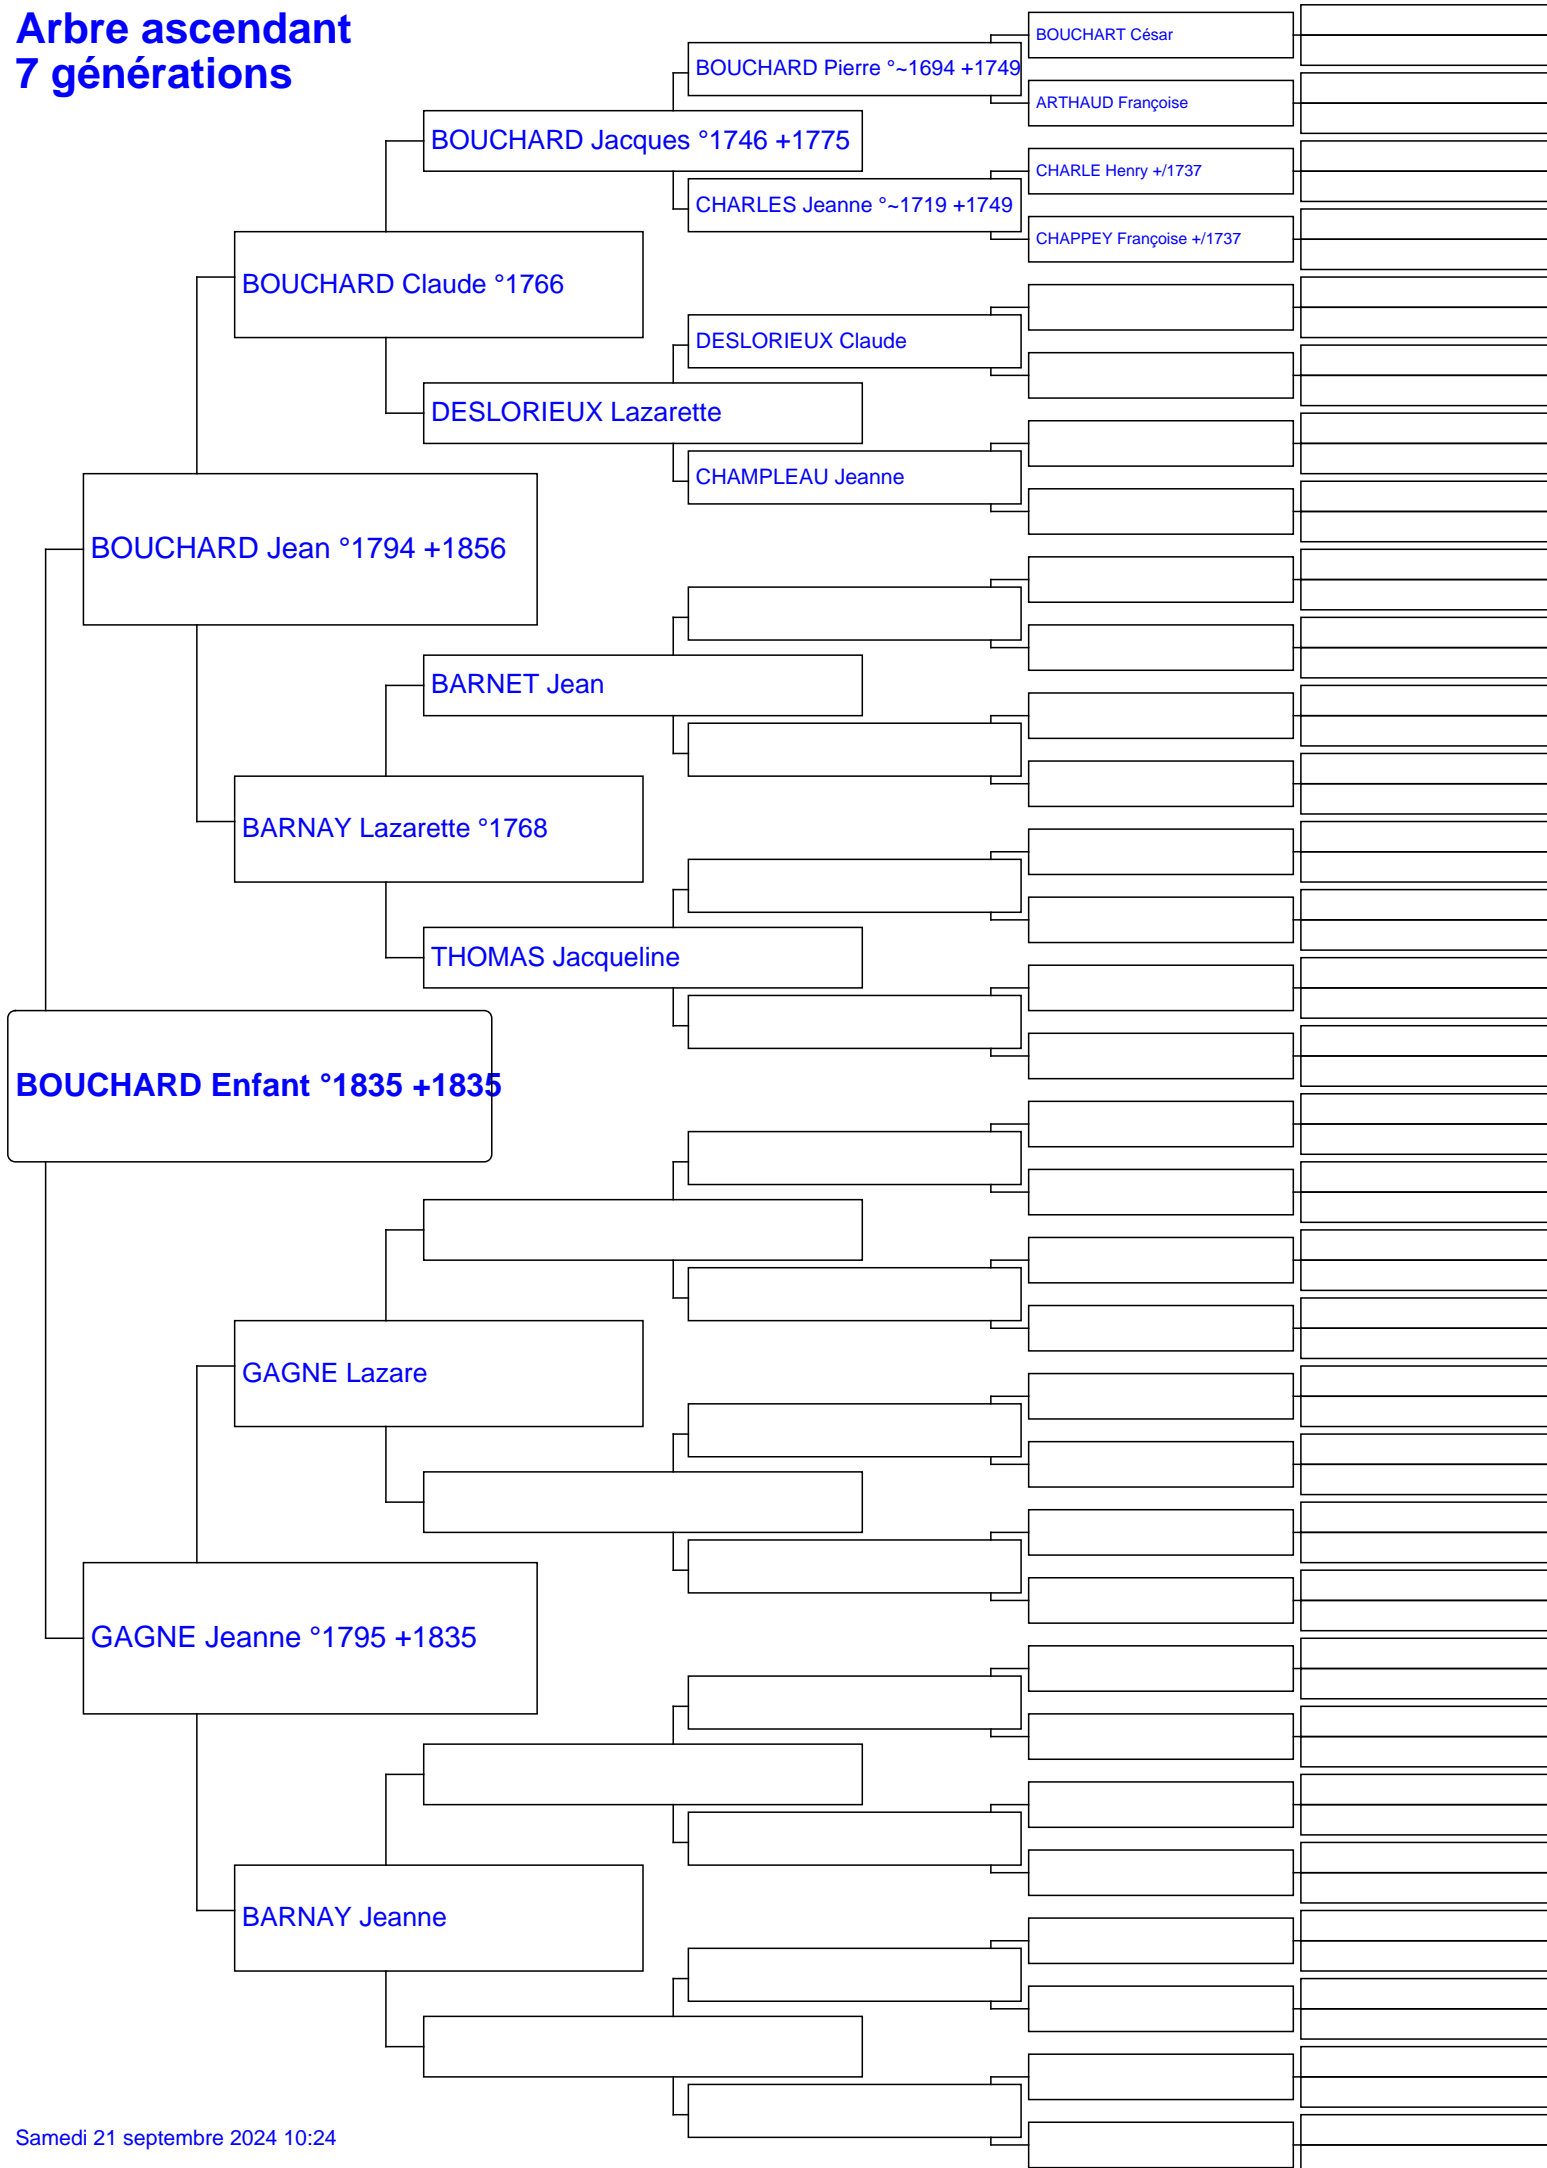 Arbre ascendant
7 générations
BOUCHART César
BOUCHARD Pierre °~1694 +1749
ARTHAUD Françoise
BOUCHARD Jacques °1746 +1775
CHARLE Henry +/1737
CHARLES Jeanne °~1719 +1749
CHAPPEY Françoise +/1737
BOUCHARD Claude °1766
DESLORIEUX Claude
DESLORIEUX Lazarette
CHAMPLEAU Jeanne
BOUCHARD Jean °1794 +1856
BARNET Jean
BARNAY Lazarette °1768
THOMAS Jacqueline
BOUCHARD Enfant °1835 +1835
GAGNE Lazare
GAGNE Jeanne °1795 +1835
BARNAY Jeanne
Samedi 21 septembre 2024 10:24